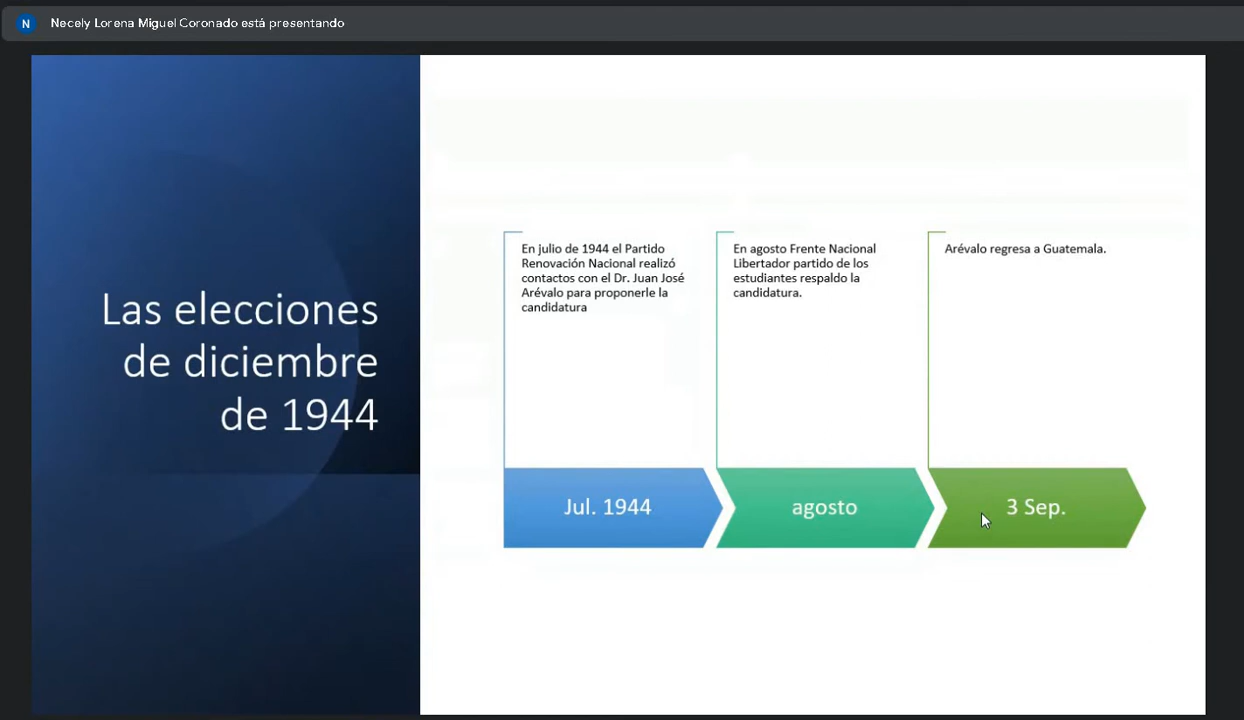 N
Necely Lorena Miguel Coronado está presentando
Las elecciones
de diciembre
de 1944
En julio de 1944 el Partido
Renovación Nacional realizó
contactos con el Dr. Juan José
Arévalo para proponerle la
candidatura
En agosto Frente Nacional
Libertador partido de los
estudiantes respaldo la
candidatura.
Arévalo regresa a Guatemala.
Jul. 1944
agosto
3 Sep.